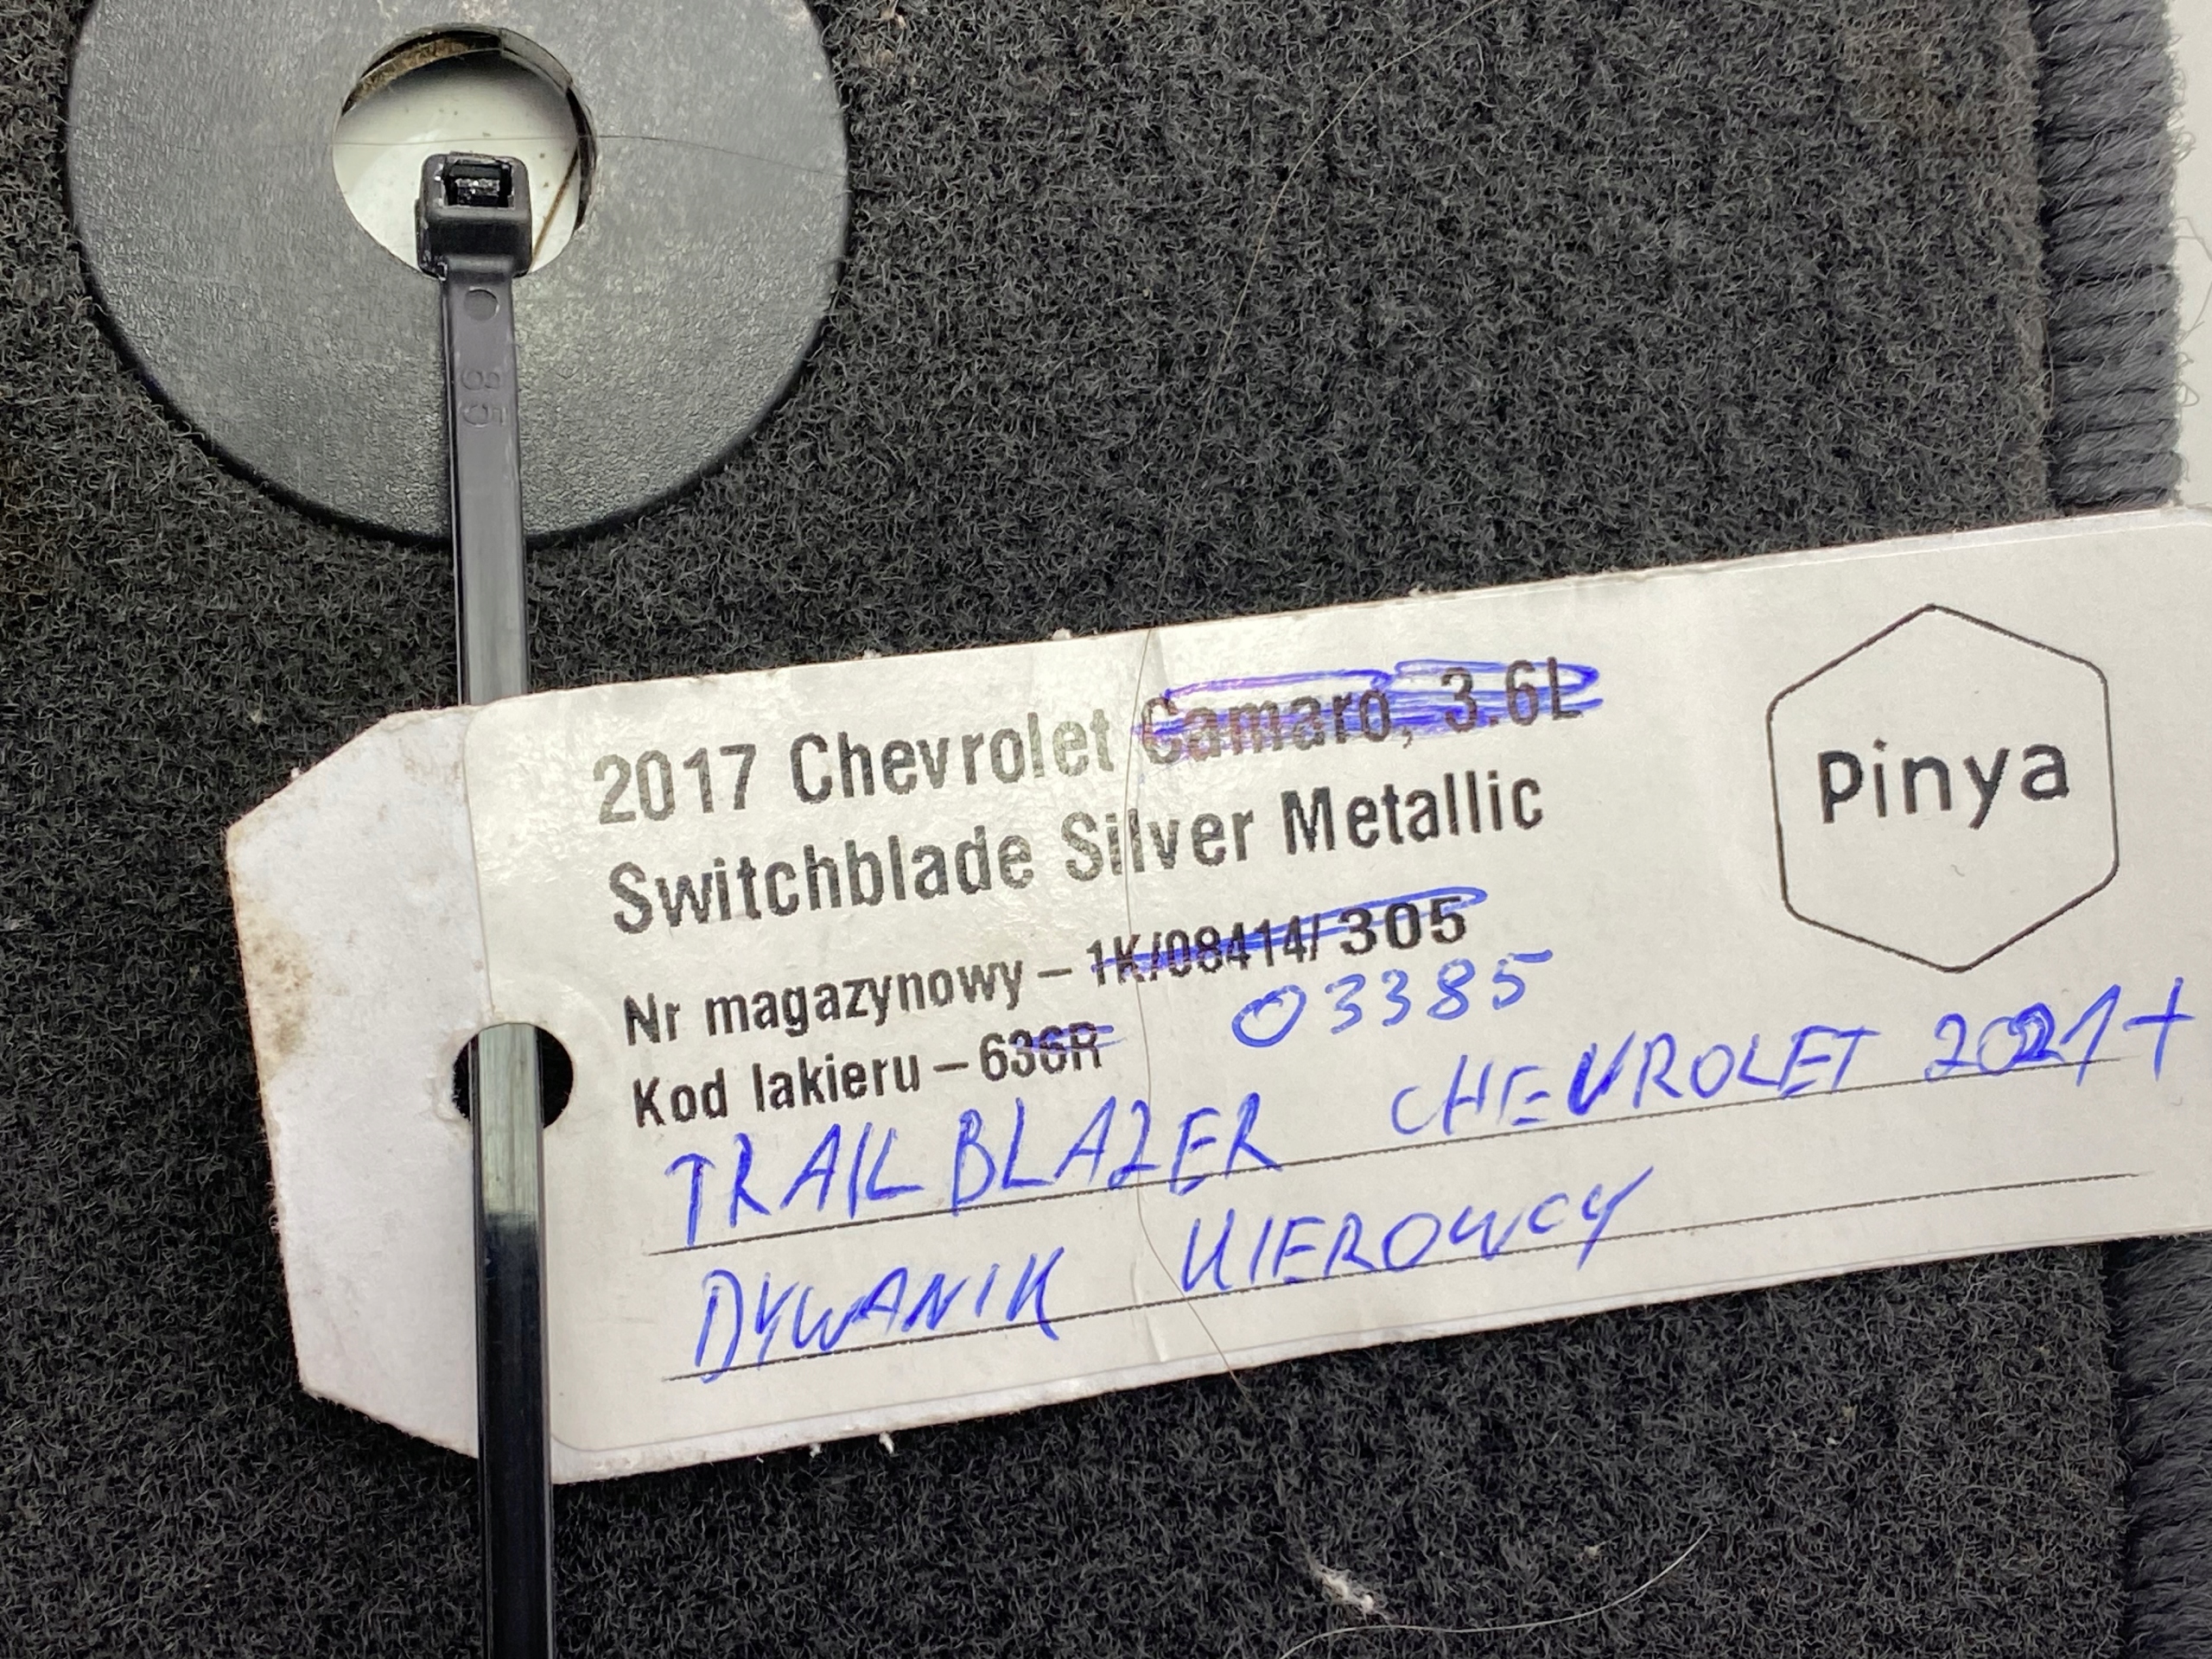 2017 Chevrolet Camaro, 3.6L
Switchblade Silver Metallic
Pinya
Nr magazynowy – 1K/08414/305
03385
Kod lakieru – 636R
TRAILBLAZER CHEVROLET 2021+
DYWANIK KIEROWCY